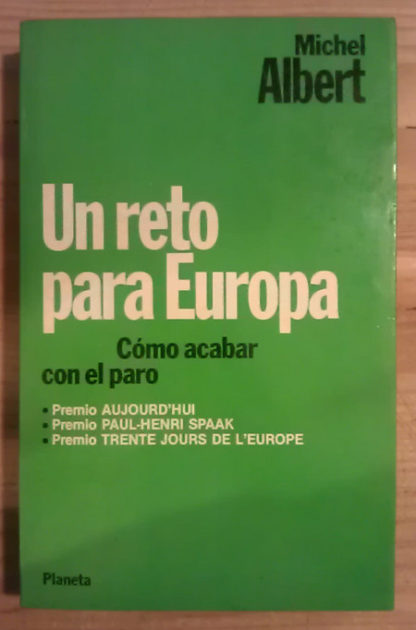 Michel
Albert
Un reto
para Europa
Cómo acabar
con el paro
• Premio AUJOURD'HUI
• Premio PAUL-HENRI SPAAK
• Premio TRENTE JOURS DE L'EUROPE
Planeta